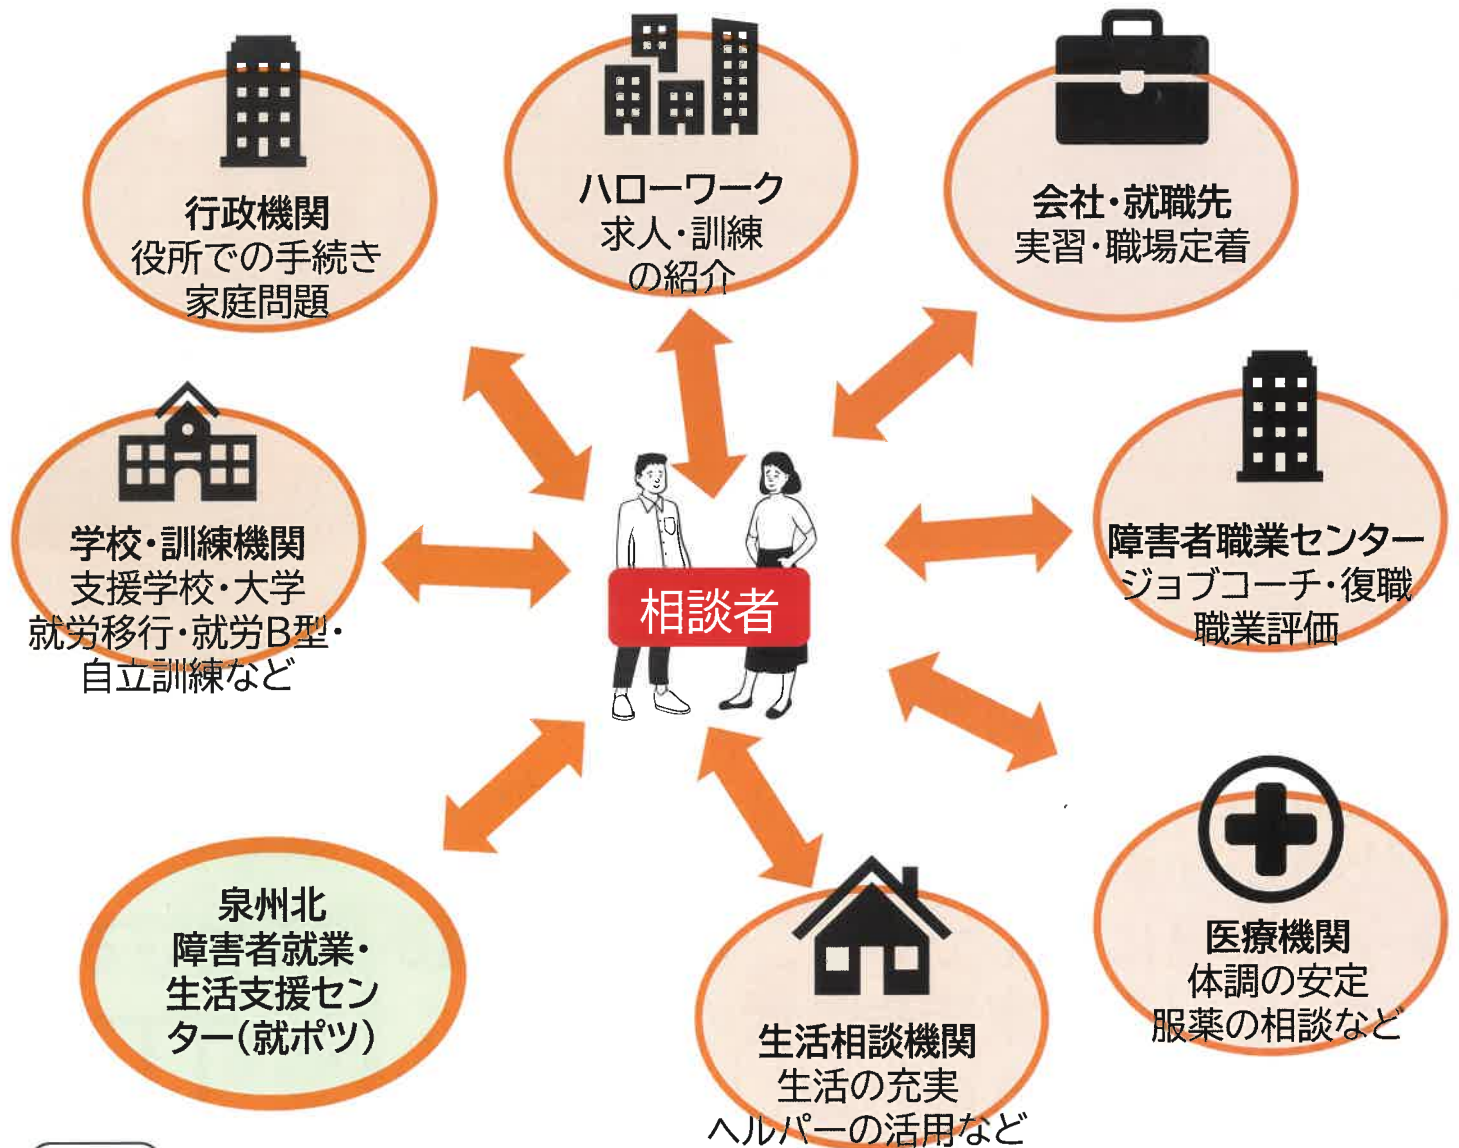 行政機関
役所での手続き
家庭問題
ハローワーク
求人・訓練
の紹介
会社・就職先
実習・職場定着
学校・訓練機関
支援学校・大学
就労移行・就労B型・
自立訓練など
相談者
障害者職業センター
ジョブコーチ・復職
職業評価
泉州北
障害者就業・
生活支援セン
ター(就ポツ)
生活相談機関
生活の充実
ヘルパーの活用など
医療機関
体調の安定
服薬の相談など